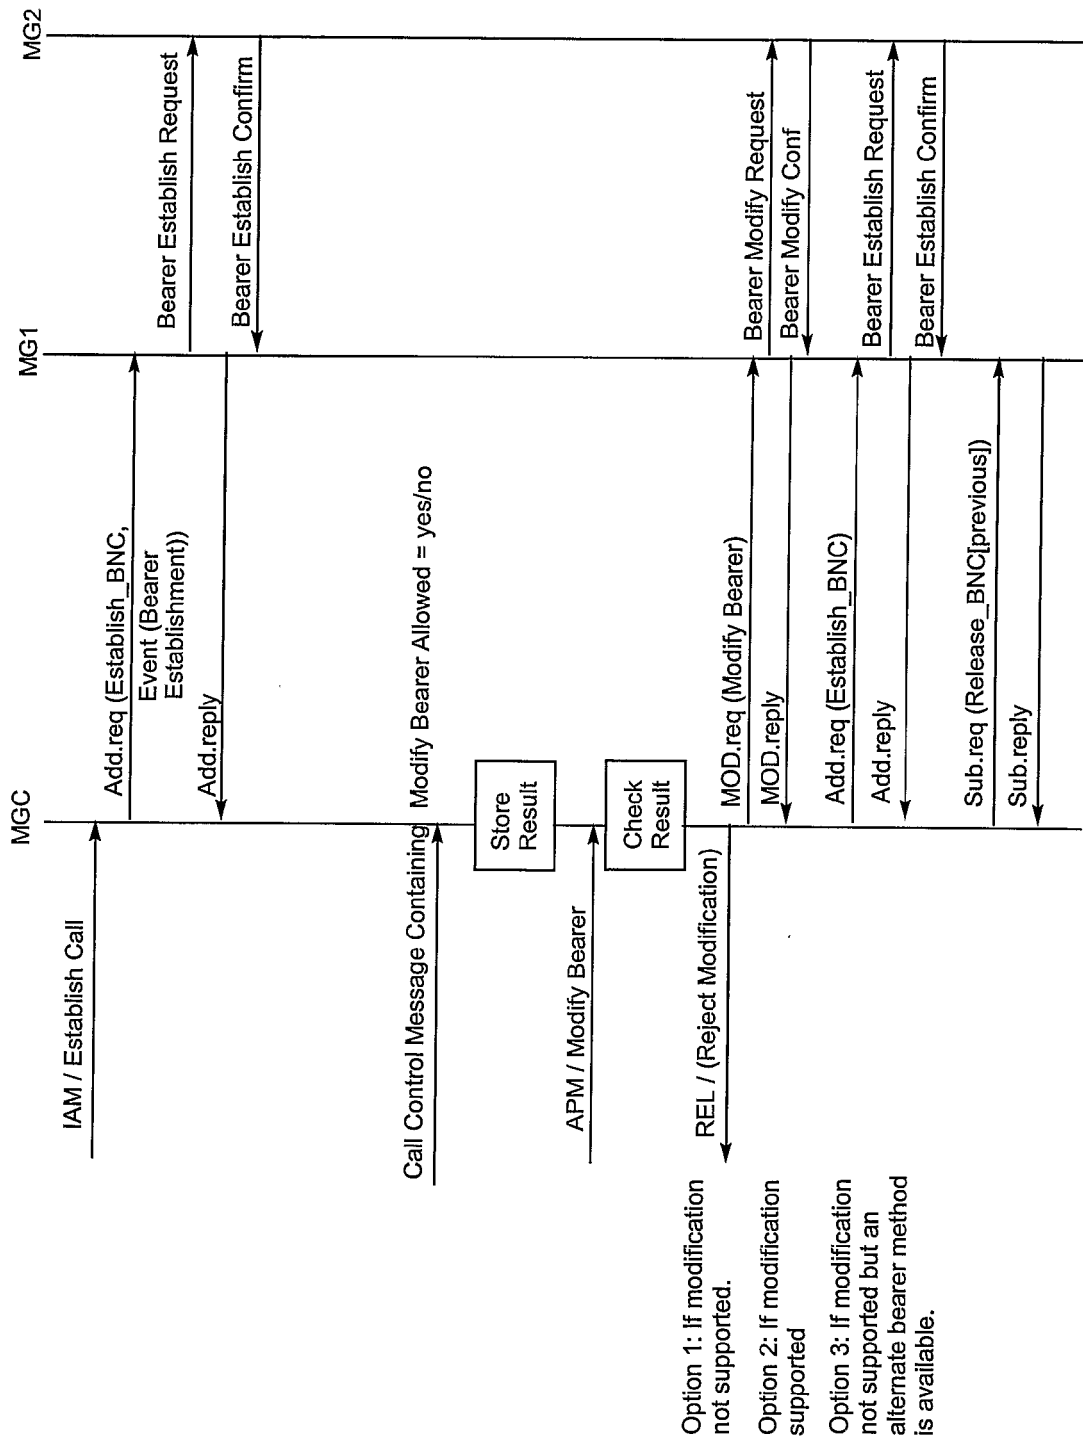 MGC
MG1
MG2
IAM / Establish Call
Add.req (Establish_BNC,
Event (Bearer
Establishment))
Bearer Establish Request
Add.reply
Bearer Establish Confirm
Call Control Message Containing Modify Bearer Allowed = yes/no
Store
Result
APM / Modify Bearer
Check
Result
Option 1: If modification
not supported.
REL / (Reject Modification)
Option 2: If modification
supported
MOD.req (Modify Bearer)
Bearer Modify Request
MOD.reply
Bearer Modify Conf
Option 3: If modification
not supported but an
alternate bearer method
is available.
Add.req (Establish_BNC)
Bearer Establish Request
Add.reply
Bearer Establish Confirm
Sub.req (Release_BNC[previous])
Sub.reply